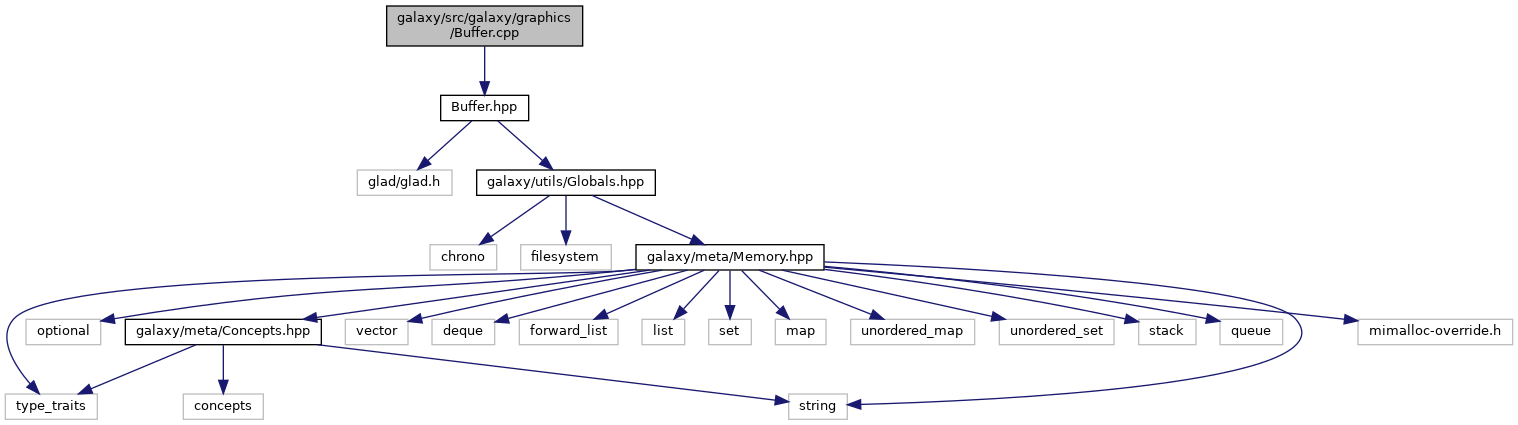 galaxy/src/galaxy/graphics
/Buffer.cpp
Buffer.hpp
glad/glad.h
galaxy/utils/Globals.hpp
chrono
filesystem
galaxy/meta/Memory.hpp
optional
galaxy/meta/Concepts.hpp
vector
deque
forward_list
list
set
map
unordered_map
unordered_set
stack
queue
mimalloc-override.h
type_traits
concepts
string